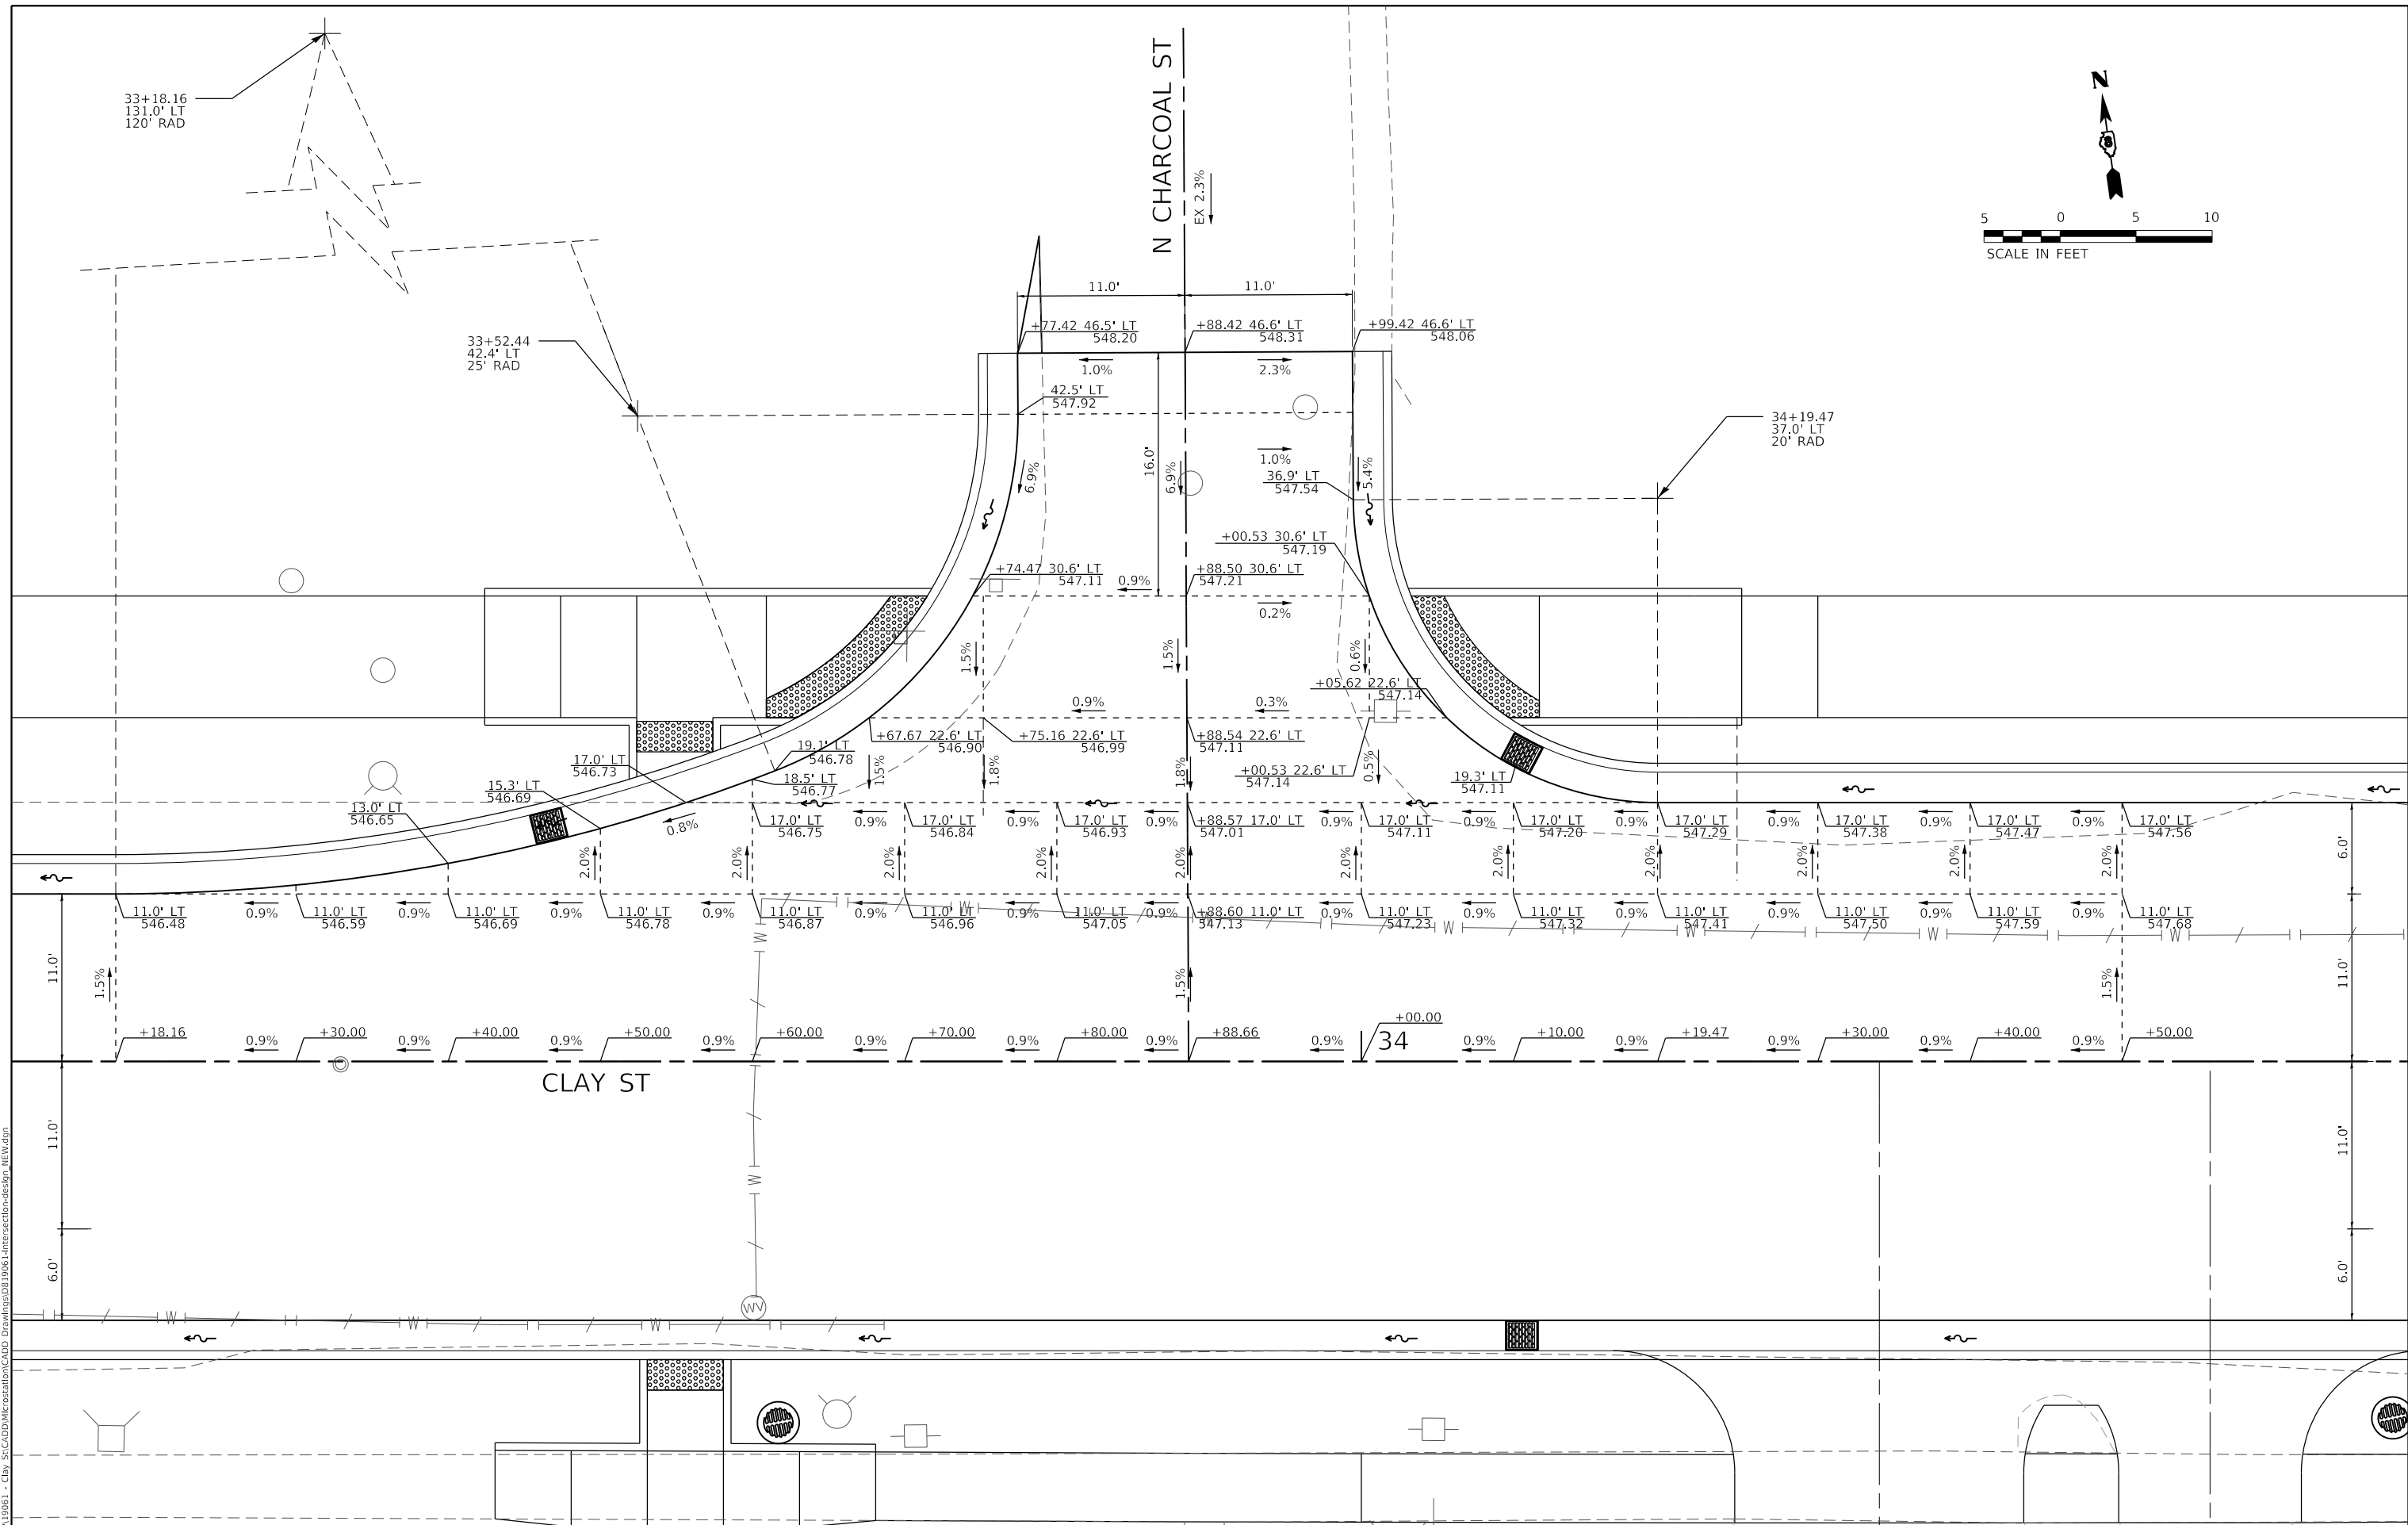 33+18.16
131.0' LT
120' RAD
N CHARCOAL ST
EX 2.3%
N
5 0 5 10
SCALE IN FEET
11.0' 11.0'
+77.42 46.5' LT
548.20
+88.42 46.6' LT
548.31
+99.42 46.6' LT
548.06
33+52.44
42.4' LT
25' RAD
1.0% 2.3%
42.5' LT
547.92
34+19.47
37.0' LT
20' RAD
16.0'
6.9%
6.9%
1.0%
5.4%
36.9' LT
547.54
+00.53 30.6' LT
547.19
+74.47 30.6' LT
547.11
0.9%
+88.50 30.6' LT
547.21
0.2%
1.5%
1.5%
0.6%
+05.62 22.6' LT
547.14
0.9% 0.3%
+67.67 22.6' LT
546.90
+75.16 22.6' LT
546.99
+88.54 22.6' LT
547.11
+00.53 22.6' LT
547.14
19.1' LT
546.78
17.0' LT
546.73
18.5' LT
546.77
1.5%
1.8%
1.8%
0.5%
19.3' LT
547.11
15.3' LT
546.69
13.0' LT
546.65
0.8%
17.0' LT
546.75
0.9%
17.0' LT
546.84
0.9%
17.0' LT
546.93
0.9%
+88.57 17.0' LT
547.01
0.9%
17.0' LT
547.11
0.9%
17.0' LT
547.20
0.9%
17.0' LT
547.29
0.9%
17.0' LT
547.38
0.9%
17.0' LT
547.47
0.9%
17.0' LT
547.56
2.0% 2.0% 2.0% 2.0% 2.0% 2.0% 2.0% 2.0% 2.0% 2.0% 2.0%
6.0'
11.0' LT
546.48
0.9%
11.0' LT
546.59
0.9%
11.0' LT
546.69
0.9%
11.0' LT
546.78
0.9%
11.0' LT
546.87
0.9%
11.0' LT
546.96
0.9%
11.0' LT
547.05
0.9%
+88.60 11.0' LT
547.13
0.9%
11.0' LT
547.23
0.9%
11.0' LT
547.32
0.9%
11.0' LT
547.41
0.9%
11.0' LT
547.50
0.9%
11.0' LT
547.59
0.9%
11.0' LT
547.68
W W W W W W
11.0' 1.5% 1.5% 1.5% 11.0'
+18.16 0.9% +30.00 0.9% +40.00 0.9% +50.00 0.9% +60.00 0.9% +70.00 0.9% +80.00 0.9% +88.66 0.9% +00.00 0.9% +10.00 0.9% +19.47 0.9% +30.00 0.9% +40.00 0.9% +50.00
34
CLAY ST
11.0' 11.0'
W
6.0' 6.0'
WV
W W W
\19061 - Clay St\CADD\Microstation\CADD Drawings\D819061-Intersection-design_NEW.dgn